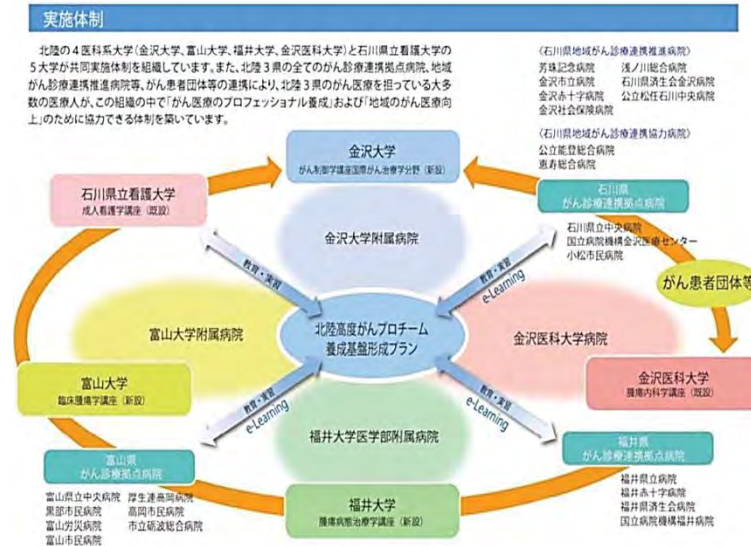 実施体制
北陸の４医科系大学(金沢大学、富山大学、福井大学、金沢医科大学)と石川県立看護大学の
５大学が共同実施体制を組織しています。また、北陸３県の全てのがん診療連携拠点病院、地域
がん診療連携推進病院等、がん患者団体等の連携により、北陸３県のがん医療を担っている大多
数の医療人が、この組織の中で「がん医療のプロフェッショナル養成」および「地域のがん医療向
上」のために協力できる体制を築いています。
〈石川県地域がん診療連携推進病院〉
芳珠記念病院　浅ノ川総合病院
金沢市立病院　石川県済生会金沢病院
金沢赤十字病院　公立松任石川中央病院
金沢社会保険病院
〈石川県地域がん診療連携協力病院〉
公立能登総合病院
恵寿総合病院
金沢大学
がん制御学講座国際がん治療学分野（新設）
石川県立看護大学
成人看護学講座（既設）
石川県
がん診療連携拠点病院
石川県立中央病院
国立病院機構金沢医療センター
小松市民病院
金沢大学附属病院
教育・実習
教育・実習
e-Learning
がん患者団体等
富山大学附属病院
北陸高度がんプロチーム
養成基盤形成プラン
金沢医科大学病院
富山大学
臨床腫瘍学講座（新設）
金沢医科大学
腫瘍内科学講座（既設）
教育・実習
e-Learning
教育・実習
e-Learning
福井大学医学部附属病院
富山県
がん診療拠点病院
富山県立中央病院　厚生連高岡病院
黒部市民病院　高岡市民病院
富山労災病院　市立砺波総合病院
富山市民病院
福井大学
腫瘍病態治療学講座（新設）
福井県
がん診療連携拠点病院
福井県立病院
福井赤十字病院
福井県済生会病院
国立病院機構福井病院